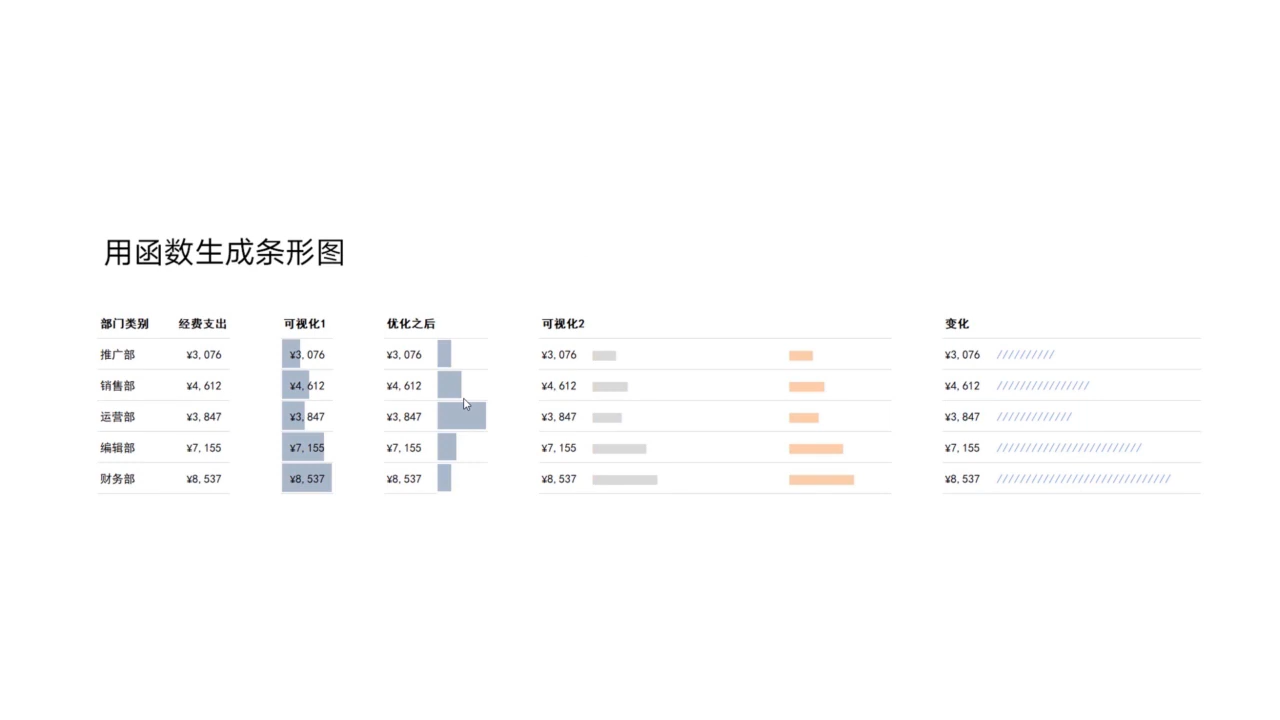 用函数生成条形图
部门类别 经费支出 可视化1 优化之后 可视化2 变化
推广部 ¥3,076 ¥3,076 ¥3,076 ¥3,076 ¥3,076 //////////
销售部 ¥4,612 ¥4,612 ¥4,612 ¥4,612 ¥4,612 ////////////////
运营部 ¥3,847 ¥3,847 ¥3,847 ¥3,847 ¥3,847 /////////////
编辑部 ¥7,155 ¥7,155 ¥7,155 ¥7,155 ¥7,155 /////////////////////////
财务部 ¥8,537 ¥8,537 ¥8,537 ¥8,537 ¥8,537 //////////////////////////////